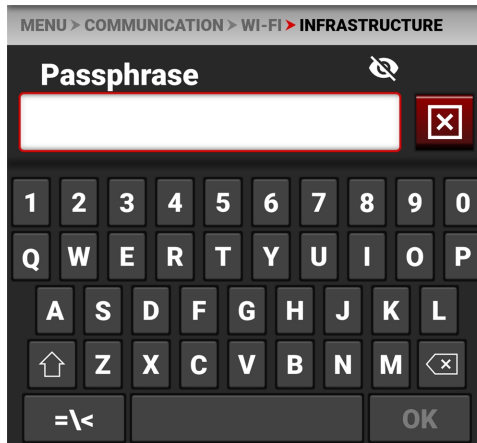 MENU > COMMUNICATION > WI-FI > INFRASTRUCTURE
Passphrase
1 2 3 4 5 6 7 8 9 0
Q W E R T Y U I O P
A S D F G H J K L
Z X C V B N M
=\< OK